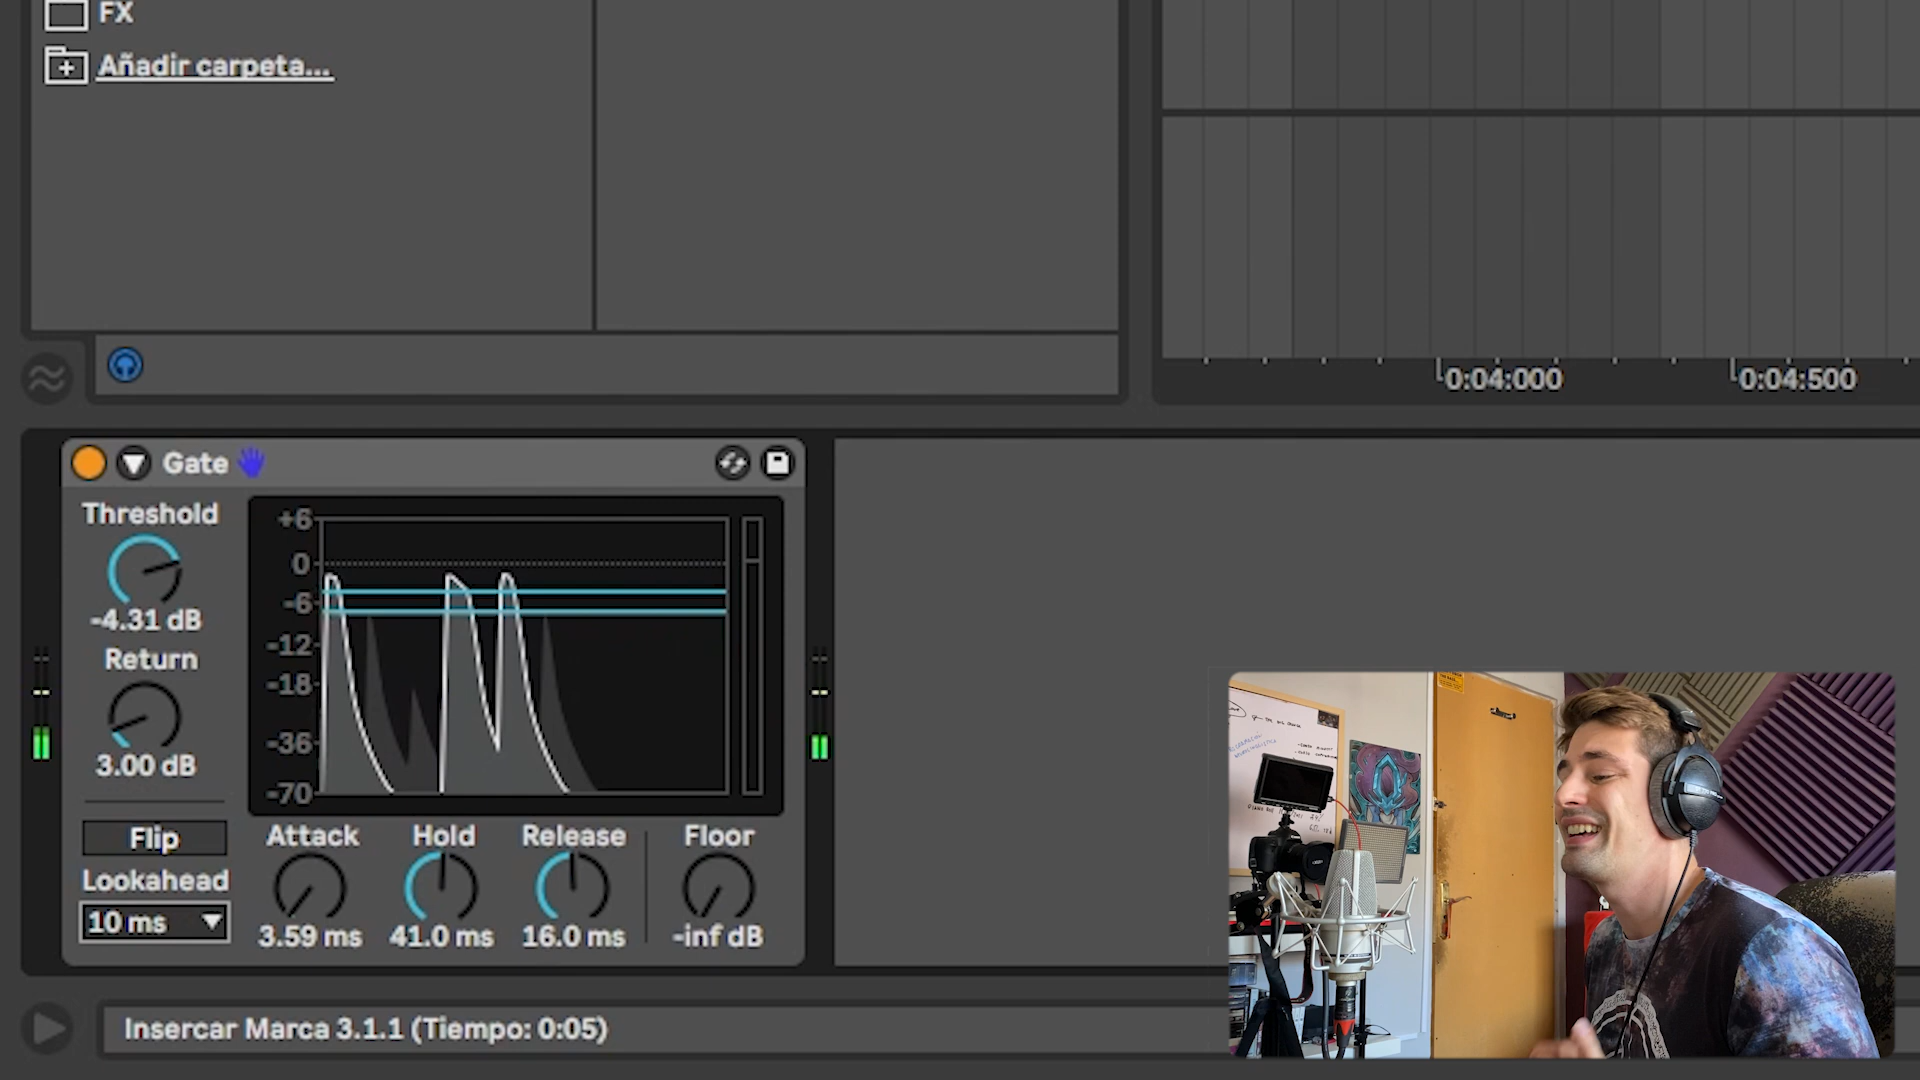 FX
Añadir carpeta...
0:04:000
0:04:500
Gate
Threshold
-4.31 dB
Return
3.00 dB
Flip
Lookahead
10 ms
+6
0
-6
-12
-18
-36
-70
Attack
Hold
Release
Floor
3.59 ms
41.0 ms
16.0 ms
-inf dB
Insercar Marca 3.1.1 (Tiempo: 0:05)